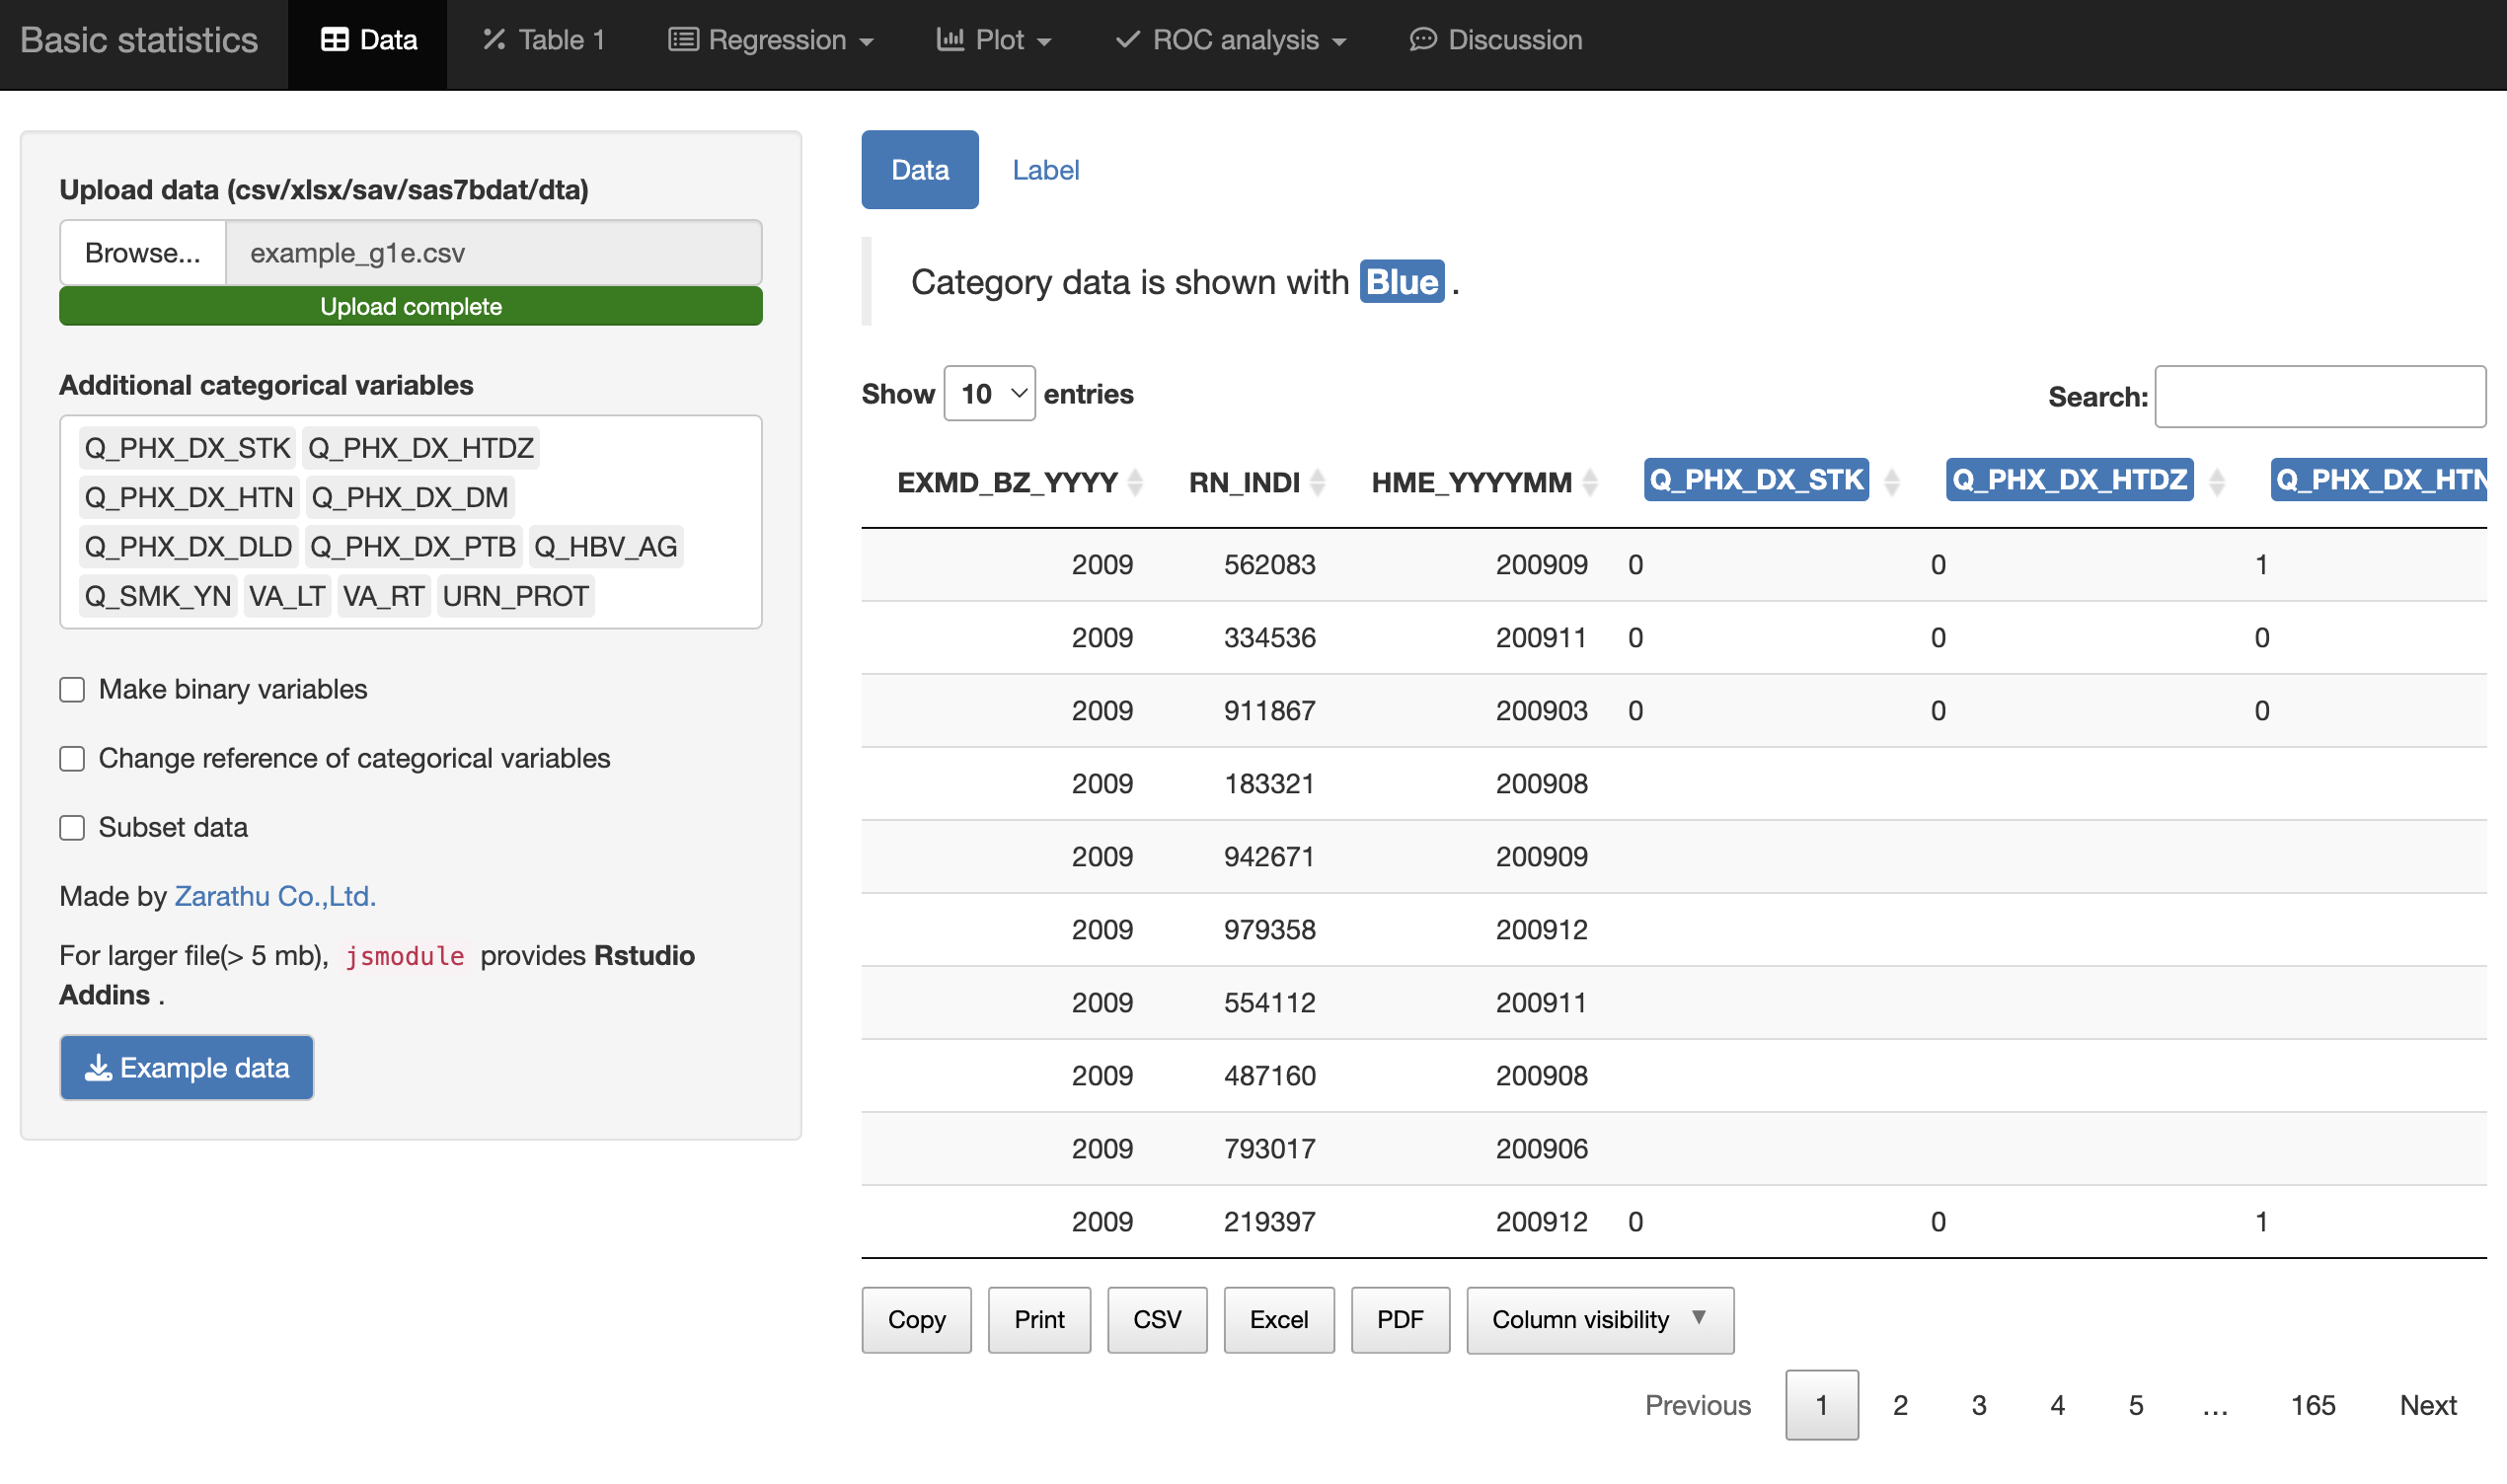 Basic statistics Data Table 1 Regression Plot ROC analysis Discussion
Upload data (csv/xlsx/sav/sas7bdat/dta)
Browse... example_g1e.csv
Upload complete
Additional categorical variables
Q_PHX_DX_STK Q_PHX_DX_HTDZ
Q_PHX_DX_HTN Q_PHX_DX_DM
Q_PHX_DX_DLD Q_PHX_DX_PTB Q_HBV_AG
Q_SMK_YN VA_LT VA_RT URN_PROT
Make binary variables
Change reference of categorical variables
Subset data
Made by Zarathu Co.,Ltd.
For larger file(> 5 mb), jsmodule provides Rstudio
Addins .
Example data
Data Label
Category data is shown with Blue .
Show 10 entries Search:
EXMD_BZ_YYYY RN_INDI HME_YYYYMM Q_PHX_DX_STK Q_PHX_DX_HTDZ Q_PHX_DX_HTN
2009 562083 200909 0 0 1
2009 334536 200911 0 0 0
2009 911867 200903 0 0 0
2009 183321 200908
2009 942671 200909
2009 979358 200912
2009 554112 200911
2009 487160 200908
2009 793017 200906
2009 219397 200912 0 0 1
Copy Print CSV Excel PDF Column visibility ▼
Previous 1 2 3 4 5 … 165 Next